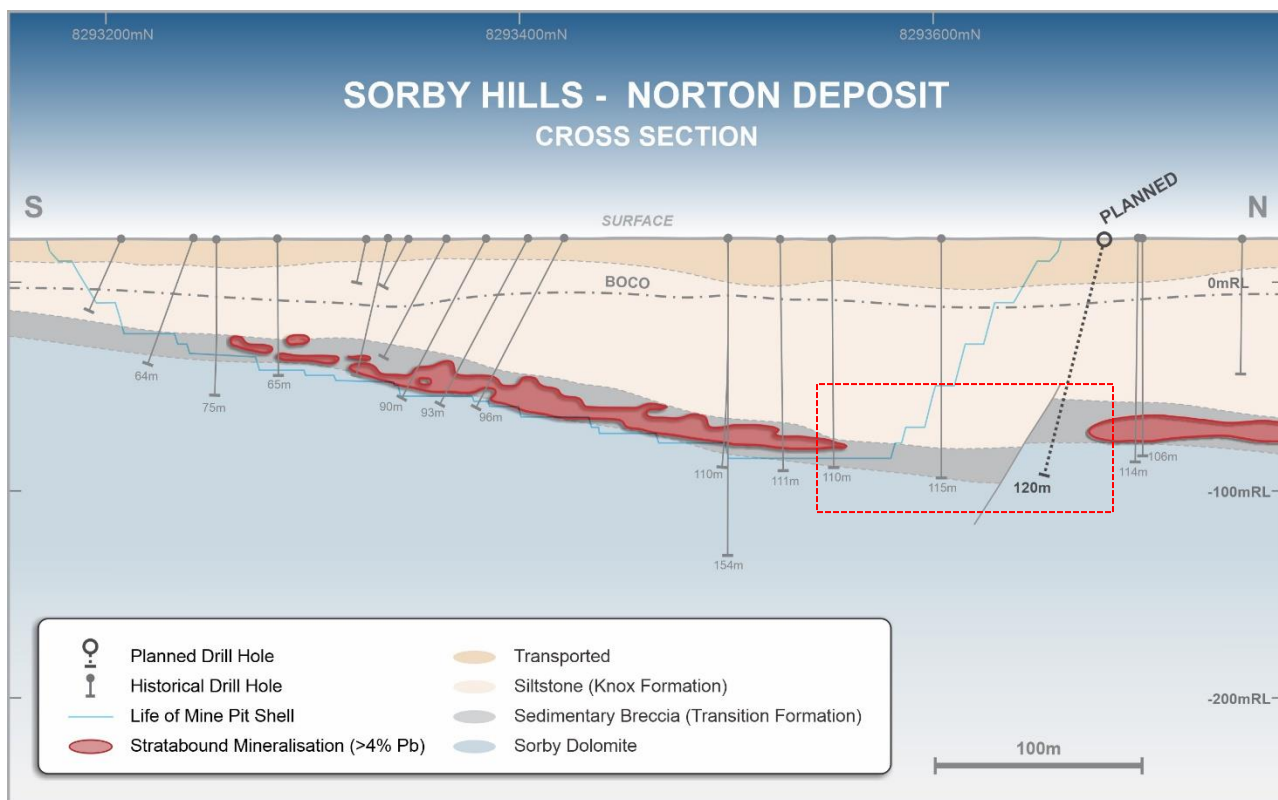 8293200mN
8293400mN
8293600mN
SORBY HILLS - NORTON DEPOSIT
CROSS SECTION
S
SURFACE
PLANNED
N
BOCO
0mRL
64m
75m
65m
90m
93m
96m
110m
111m
110m
115m
120m
114m
106m
-100mRL
154m
Planned Drill Hole
Historical Drill Hole
Life of Mine Pit Shell
Stratabound Mineralisation (>4% Pb)
Transported
Siltstone (Knox Formation)
Sedimentary Breccia (Transition Formation)
Sorby Dolomite
-200mRL
100m